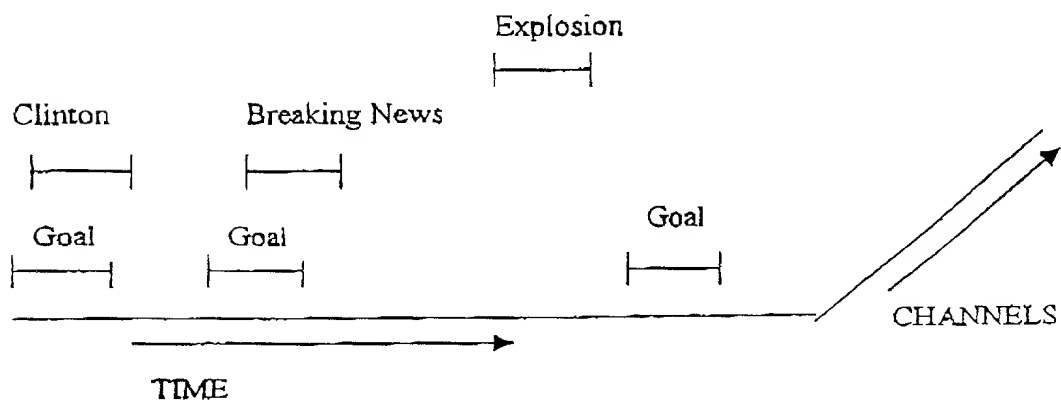 Explosion
Clinton
Breaking News
Goal
Goal
Goal
CHANNELS
TIME